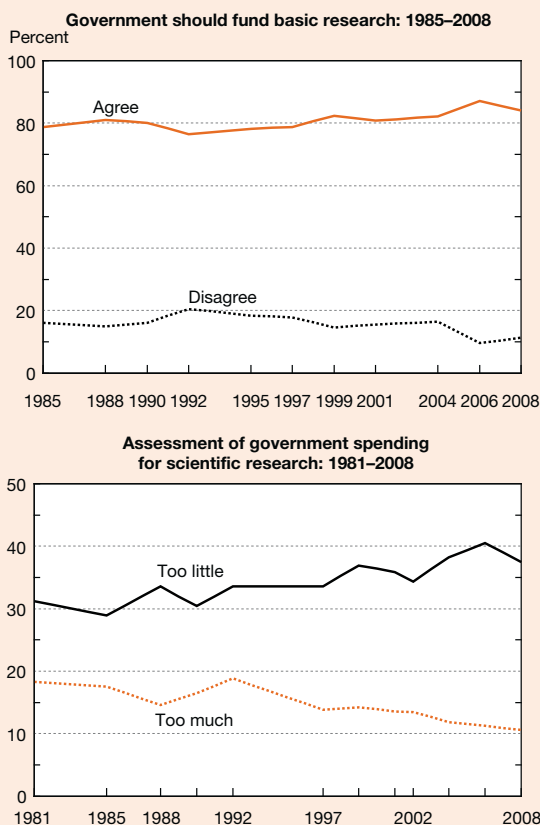 Government should fund basic research: 1985–2008
Percent
100
Agree
80
60
40
Disagree
20
0
1985 1988 1990 1992 1995 1997 1999 2001 2004 2006 2008
Assessment of government spending
for scientific research: 1981–2008
50
40
Too little
30
20
Too much
10
0
1981 1985 1988 1992 1997 2002 2008